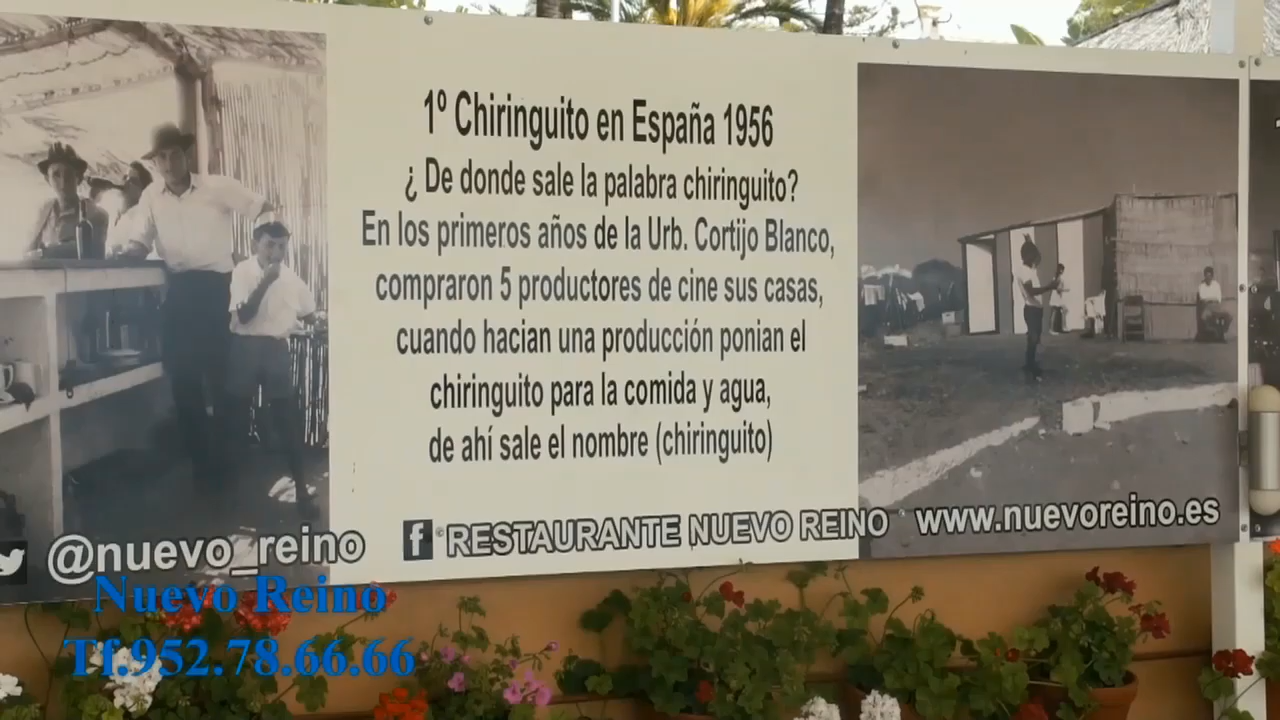 1º Chiringuito en España 1956
¿ De donde sale la palabra chiringuito?
En los primeros años de la Urb. Cortijo Blanco,
compraron 5 productores de cine sus casas,
cuando hacian una producción ponian el
chiringuito para la comida y agua,
de ahí sale el nombre (chiringuito)
@nuevo_reino
f RESTAURANTE NUEVO REINO
www.nuevoreino.es
Nuevo Reino
Tf.952.78.66.66